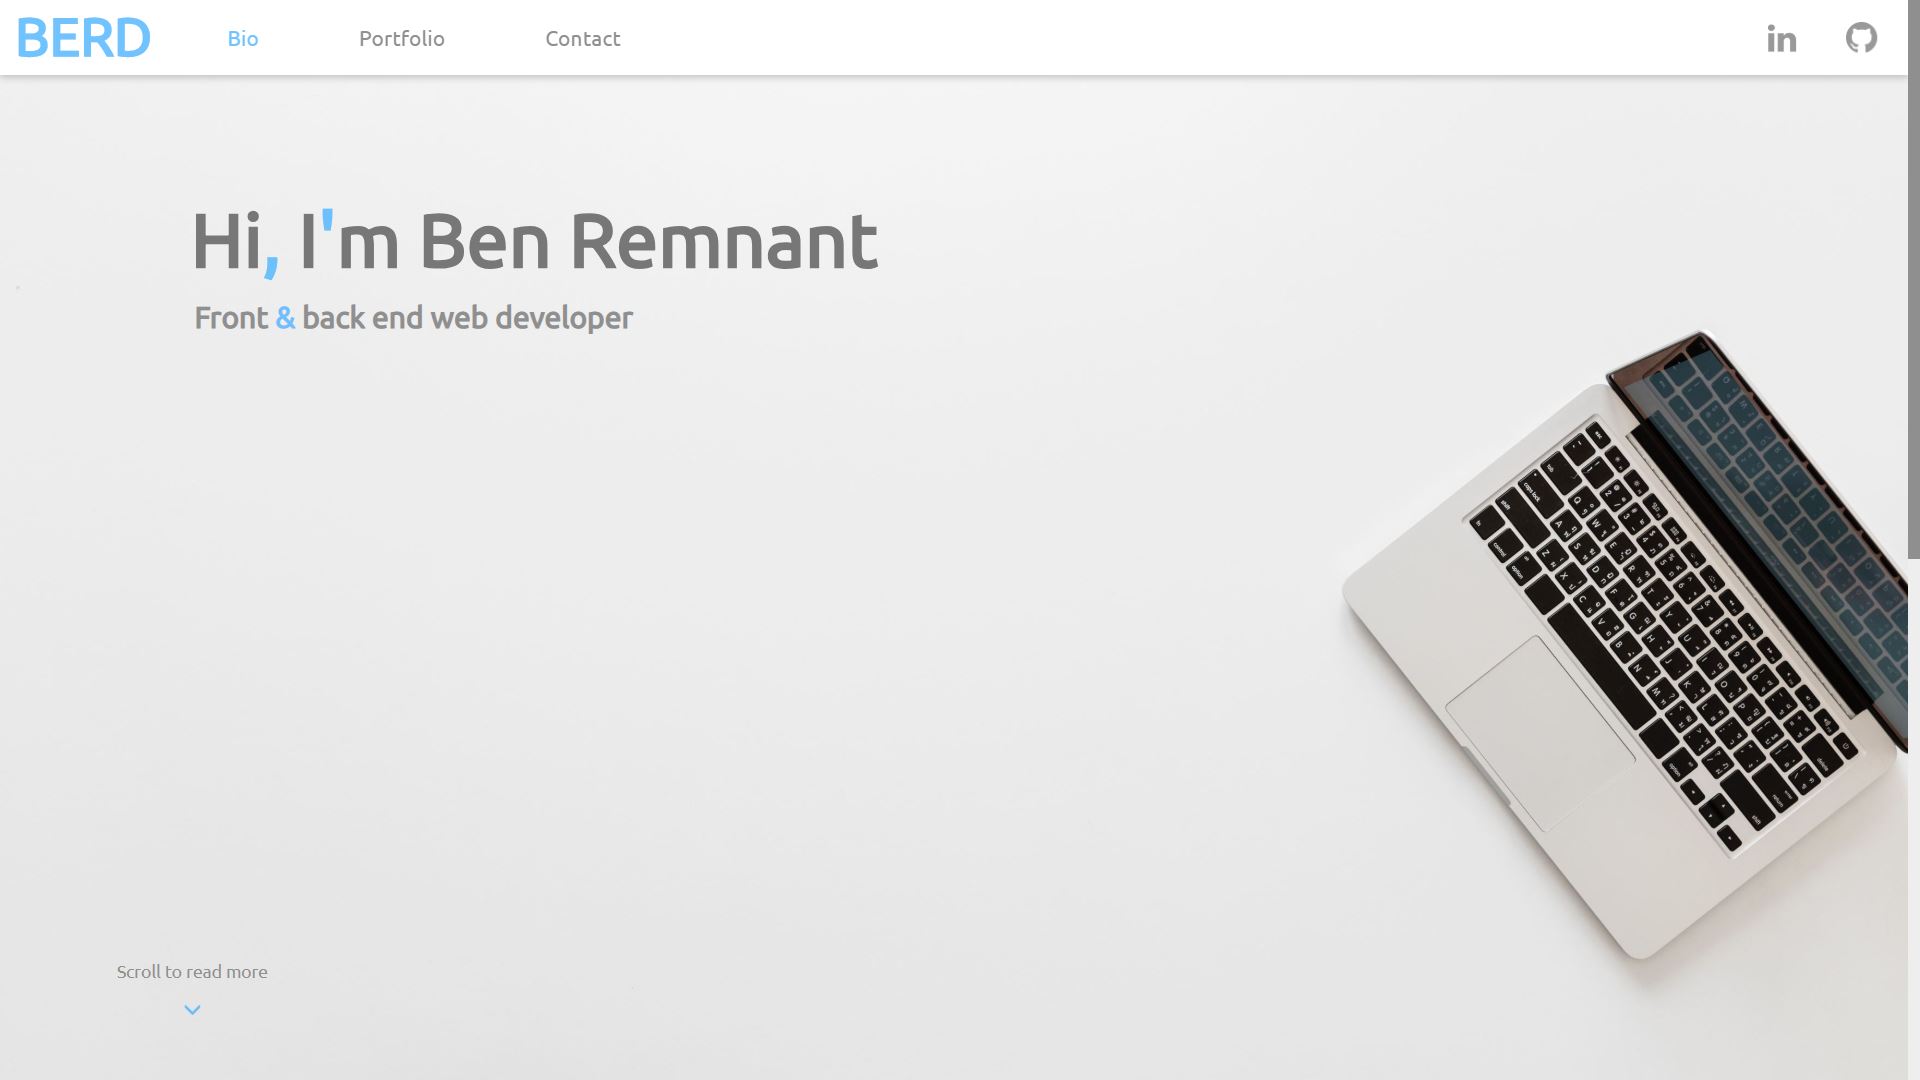 BERD
Bio
Portfolio
Contact
in
Hi, I'm Ben Remnant
Front & back end web developer
Scroll to read more